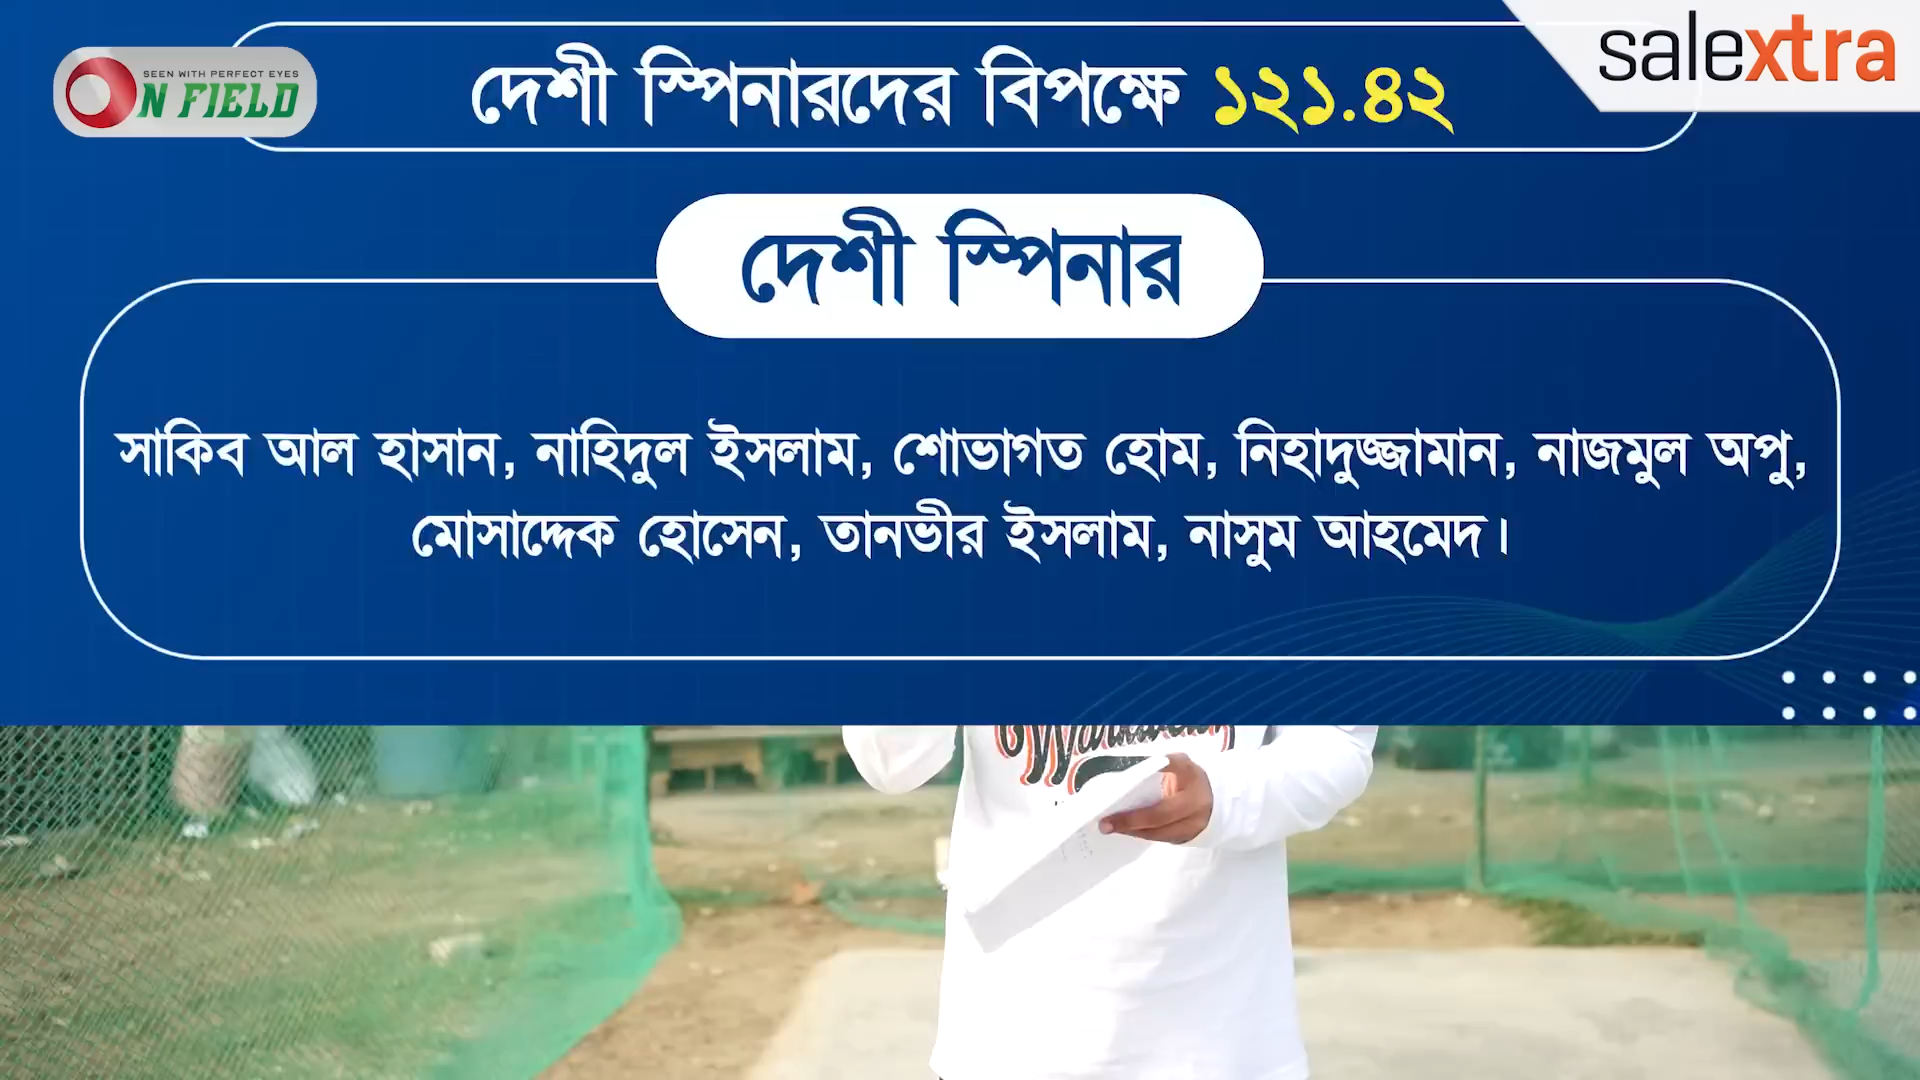 SEEN WITH PERFECT EYES
ON FIELD
salextra
দেশী স্পিনারদের বিপক্ষে ১২১.৪২
দেশী স্পিনার
সাকিব আল হাসান, নাহিদুল ইসলাম, শোভাগত হোম, নিহাদুজ্জামান, নাজমুল অপু,
মোসাদ্দেক হোসেন, তানভীর ইসলাম, নাসুম আহমেদ।